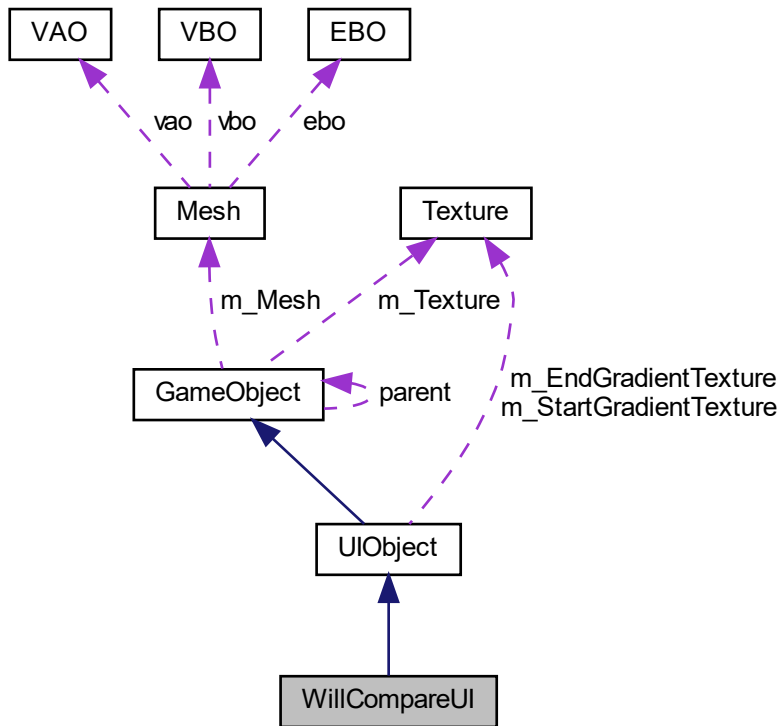 VAO
VBO
EBO
vao
vbo
ebo
Mesh
Texture
m_Mesh
m_Texture
GameObject
parent
m_EndGradientTexture
m_StartGradientTexture
UIObject
WillCompareUI